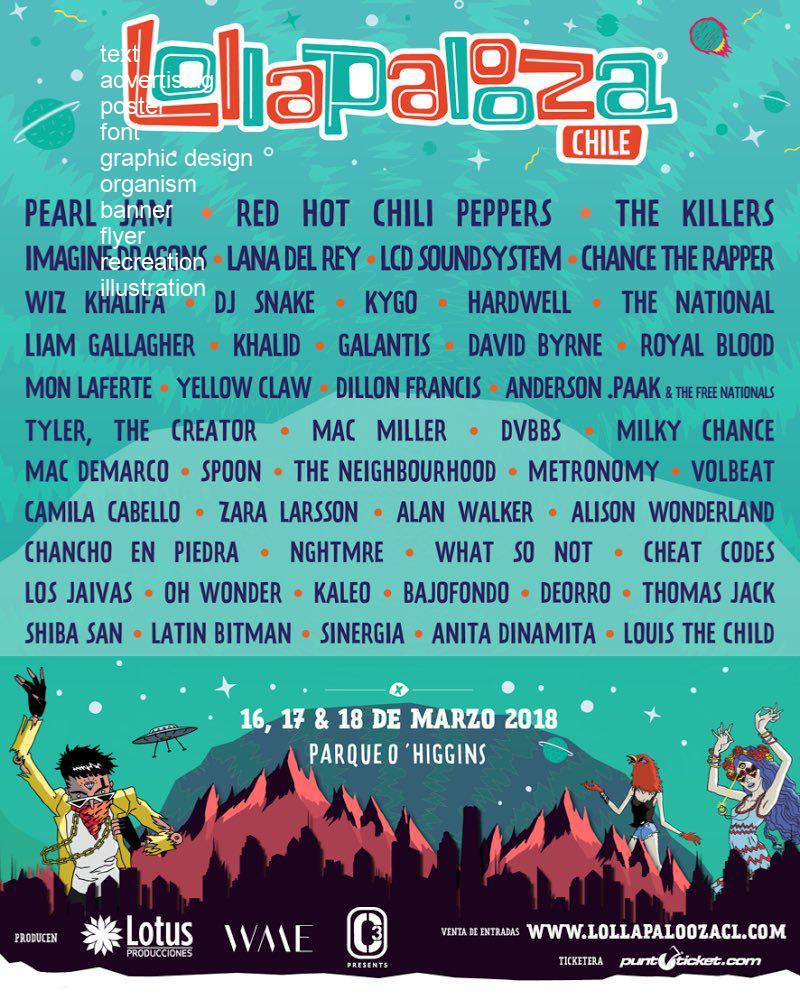 Lollapalooza®
CHILE
text
advertising
poster
font
graphic design
organism
banner
flyer
recreation
illustration
PEARL JAM • RED HOT CHILI PEPPERS • THE KILLERS
IMAGINE DRAGONS • LANA DEL REY • LCD SOUNDSYSTEM • CHANCE THE RAPPER
WIZ KHALIFA • DJ SNAKE • KYGO • HARDWELL • THE NATIONAL
LIAM GALLAGHER • KHALID • GALANTIS • DAVID BYRNE • ROYAL BLOOD
MON LAFERTE • YELLOW CLAW • DILLON FRANCIS • ANDERSON .PAAK & THE FREE NATIONALS
TYLER, THE CREATOR • MAC MILLER • DVBBS • MILKY CHANCE
MAC DEMARCO • SPOON • THE NEIGHBOURHOOD • METRONOMY • VOLBEAT
CAMILA CABELLO • ZARA LARSSON • ALAN WALKER • ALISON WONDERLAND
CHANCHO EN PIEDRA • NGHTMRE • WHAT SO NOT • CHEAT CODES
LOS JAIVAS • OH WONDER • KALEO • BAJOFONDO • DEORRO • THOMAS JACK
SHIBA SAN • LATIN BITMAN • SINERGIA • ANITA DINAMITA • LOUIS THE CHILD
X
16, 17 & 18 DE MARZO 2018
PARQUE O´HIGGINS
PRODUCEN
Lotus
PRODUCCIONES
WME
C3
PRESENTS
VENTA DE ENTRADAS WWW.LOLLAPALOOZACL.COM
TICKETERA puntoticket.com